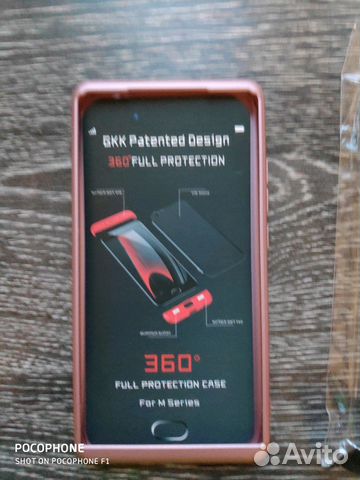 GKK Patented Design
360°FULL PROTECTION
360°
FULL PROTECTION CASE
For M Series
POCOPHONE
SHOT ON POCOPHONE F1
Avito